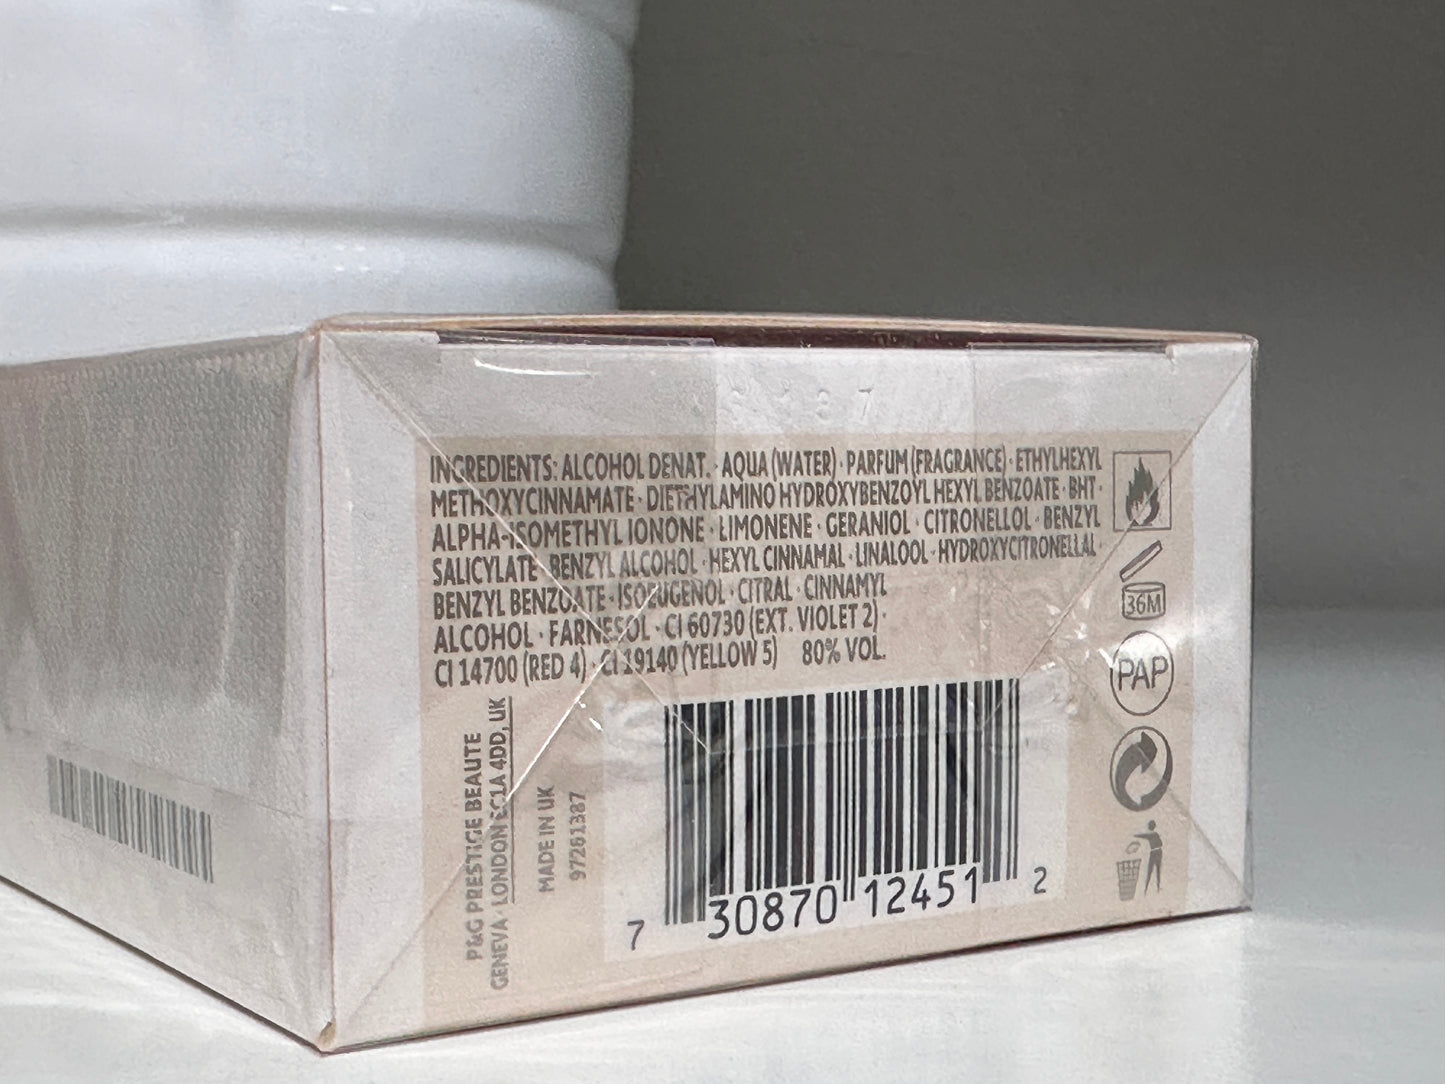 INGREDIENTS: ALCOHOL DENAT. · AQUA (WATER) · PARFUM (FRAGRANCE) · ETHYLHEXYL
METHOXYCINNAMATE · DIETHYLAMINO HYDROXYBENZOYL HEXYL BENZOATE · BHT ·
ALPHA-ISOMETHYL IONONE · LIMONENE · GERANIOL · CITRONELLOL · BENZYL
SALICYLATE · BENZYL ALCOHOL · HEXYL CINNAMAL · LINALOOL · HYDROXYCITRONELLAL ·
BENZYL BENZOATE · ISOEUGENOL · CITRAL · CINNAMYL
ALCOHOL · FARNESOL · CI 60730 (EXT. VIOLET 2) ·
CI 14700 (RED 4) · CI 19140 (YELLOW 5) 80% VOL.
36M
PAP
P&G PRESTIGE BEAUTE
GENEVA · LONDON EC1A 4DD, UK
MADE IN UK
97261387
7 30870 12451 2